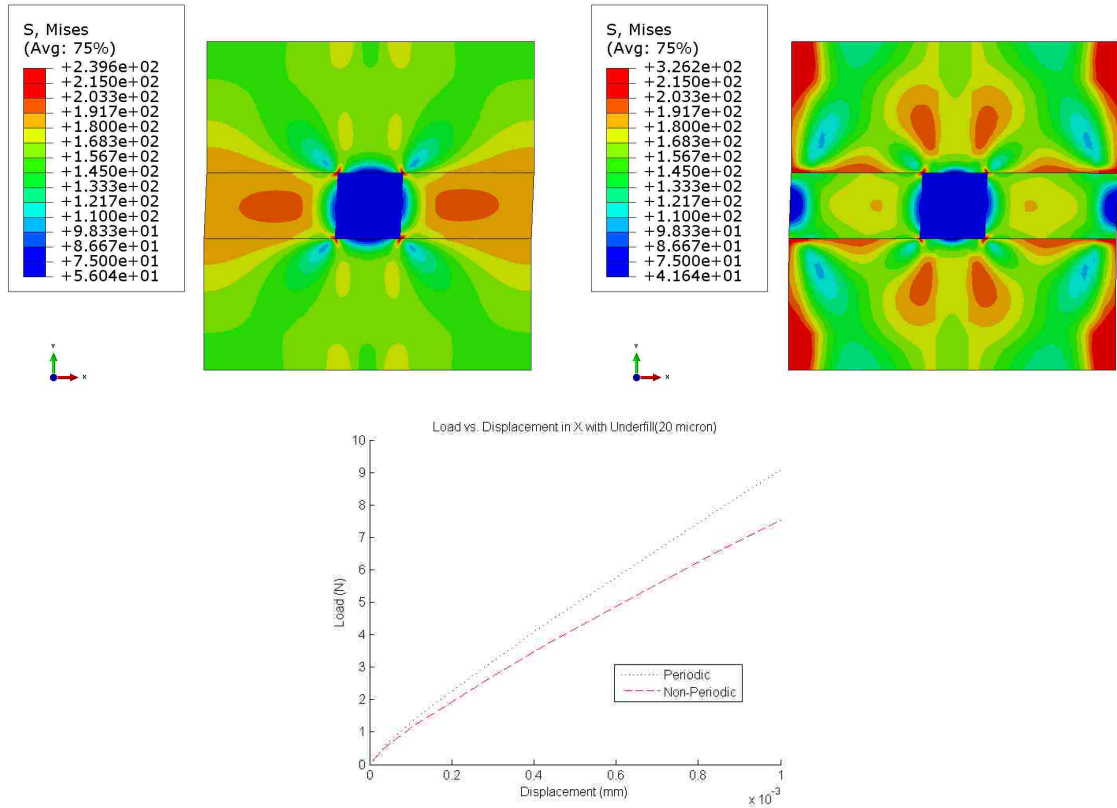 S, Mises
(Avg: 75%)
+2.396e+02
+2.150e+02
+2.033e+02
+1.917e+02
+1.800e+02
+1.683e+02
+1.567e+02
+1.450e+02
+1.333e+02
+1.217e+02
+1.100e+02
+9.833e+01
+8.667e+01
+7.500e+01
+5.604e+01
Y
X
S, Mises
(Avg: 75%)
+3.262e+02
+2.150e+02
+2.033e+02
+1.917e+02
+1.800e+02
+1.683e+02
+1.567e+02
+1.450e+02
+1.333e+02
+1.217e+02
+1.100e+02
+9.833e+01
+8.667e+01
+7.500e+01
+4.164e+01
Y
X
Load vs. Displacement in X with Underfill(20 micron)
10
9
8
7
6
5
4
3
2
1
0
Load (N)
Periodic
Non-Periodic
0 0.2 0.4 0.6 0.8 1
x 10⁻³
Displacement (mm)